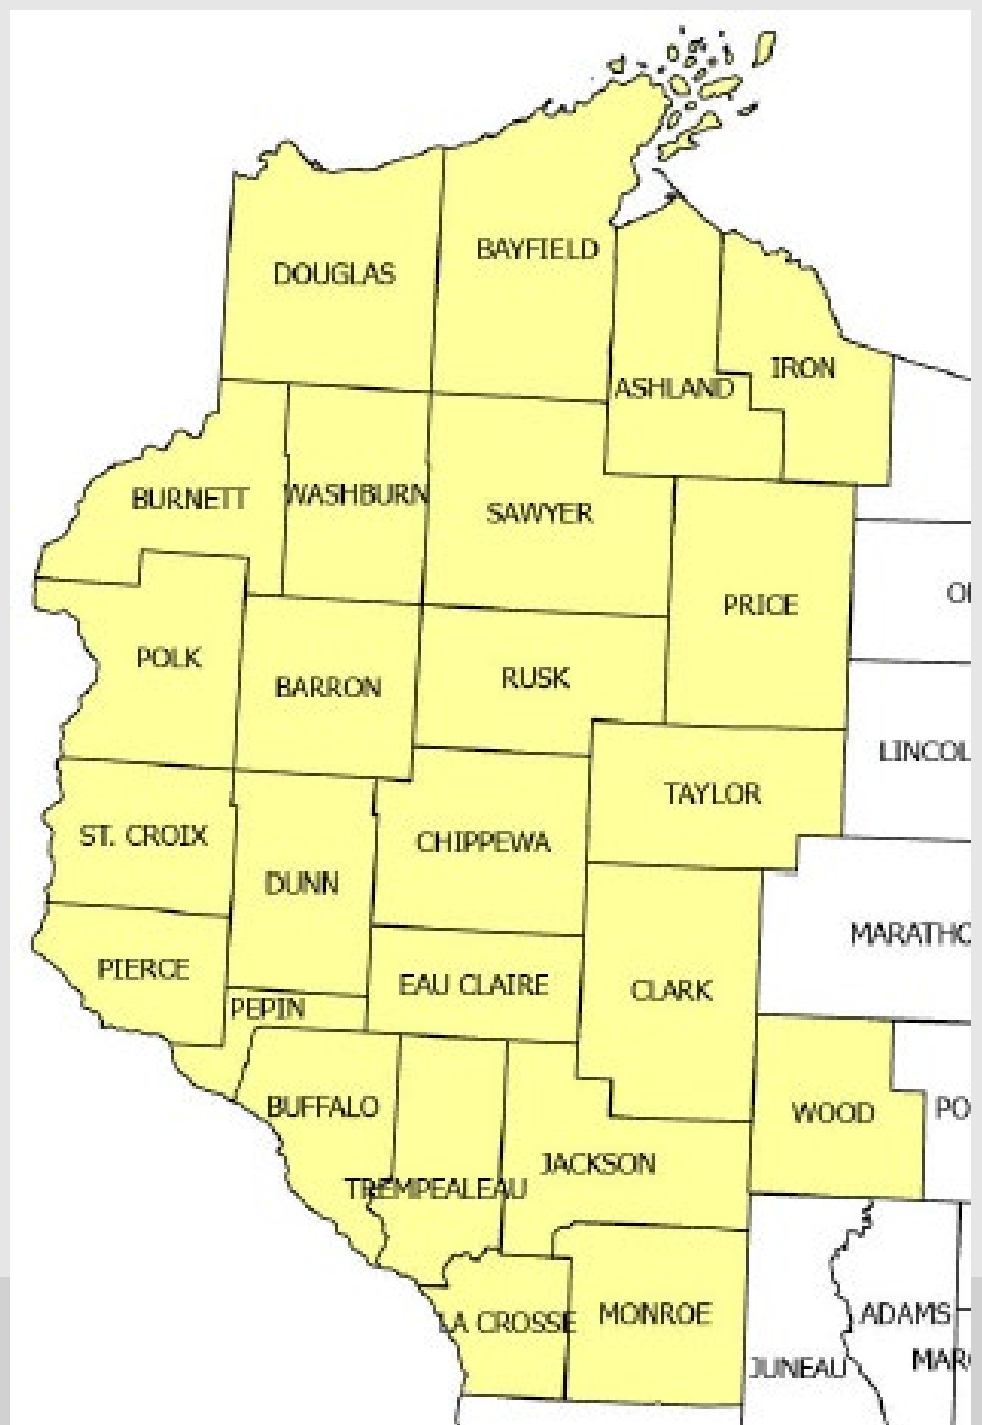 BAYFIELD
DOUGLAS
IRON
ASHLAND
BURNETT
WASHBURN
SAWYER
PRICE
POLK
RUSK
BARRON
LINCOL
TAYLOR
ST. CROIX
CHIPPEWA
DUNN
MARATHO
PIERCE
EAU CLAIRE
CLARK
PEPIN
BUFFALO
WOOD
PO
JACKSON
TREMPEALEAU
LA CROSSE
MONROE
ADAMS
JUNEAU
MAR